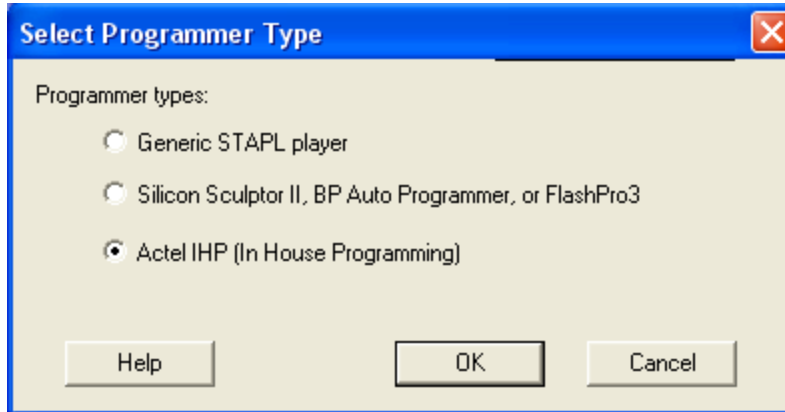 Select Programmer Type
Programmer types:
Generic STAPL player
Silicon Sculptor II, BP Auto Programmer, or FlashPro3
Actel IHP (In House Programming)
Help OK Cancel